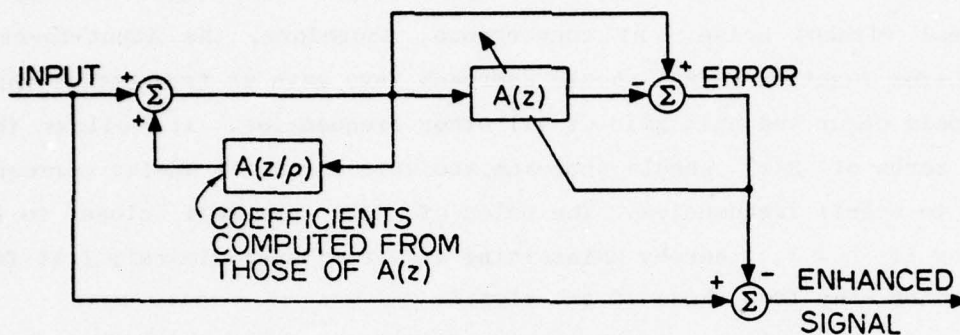 INPUT
+
Σ
+
A(z)
+
+
Σ
ERROR
A(z/ρ)
COEFFICIENTS
COMPUTED FROM
THOSE OF A(z)
+
−
Σ
ENHANCED
SIGNAL